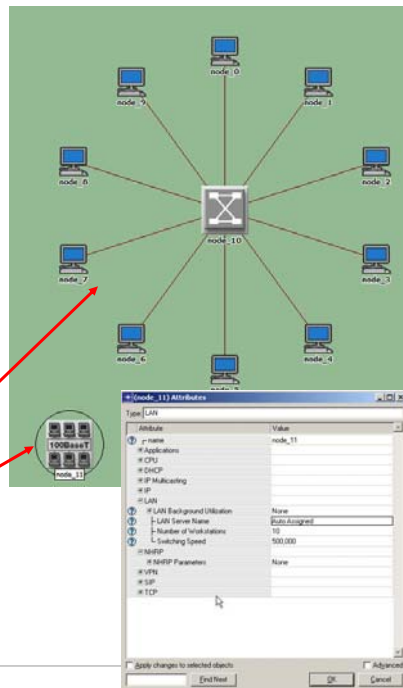 node_0
node_9
node_1
node_8
node_2
node_10
node_7
node_3
node_6
node_4
100BaseT
node_11
(node_11) Attributes
Type: LAN
Attribute Value
name node_11
Applications
CPU
DHCP
IP Multicasting
IP
LAN
LAN Background Utilization None
LAN Server Name Auto Assigned
Number of Workstations 10
Switching Speed 500,000
NHRP
NHRP Parameters None
VPN
SIP
TCP
Apply changes to selected objects Advanced
Find Next OK Cancel